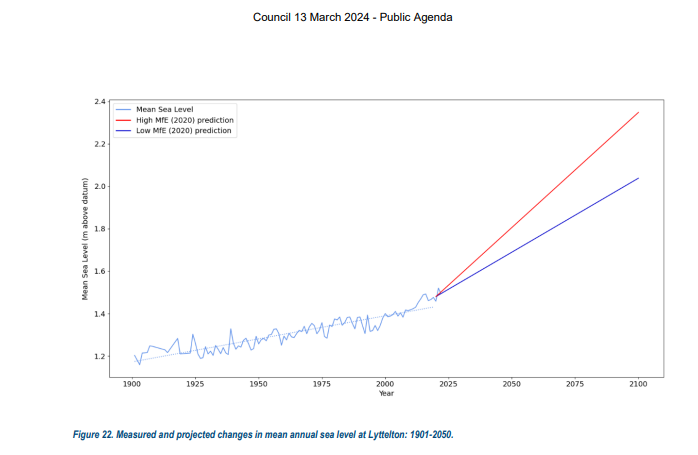 Council 13 March 2024 - Public Agenda
2.4
2.2
2.0
1.8
1.6
1.4
1.2
Mean Sea Level (m above datum)
Mean Sea Level
High MfE (2020) prediction
Low MfE (2020) prediction
1900 1925 1950 1975 2000 2025 2050 2075 2100
Year
Figure 22. Measured and projected changes in mean annual sea level at Lyttelton: 1901-2050.